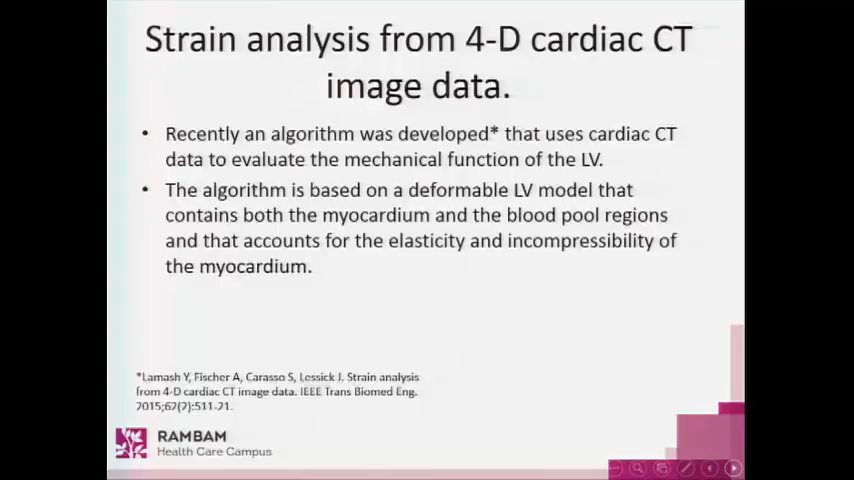 Strain analysis from 4-D cardiac CT
image data.
• Recently an algorithm was developed* that uses cardiac CT
data to evaluate the mechanical function of the LV.
• The algorithm is based on a deformable LV model that
contains both the myocardium and the blood pool regions
and that accounts for the elasticity and incompressibility of
the myocardium.
*Lamash Y, Fischer A, Carasso S, Lessick J. Strain analysis
from 4-D cardiac CT image data. IEEE Trans Biomed Eng.
2015;62(2):511-21.
RAMBAM
Health Care Campus